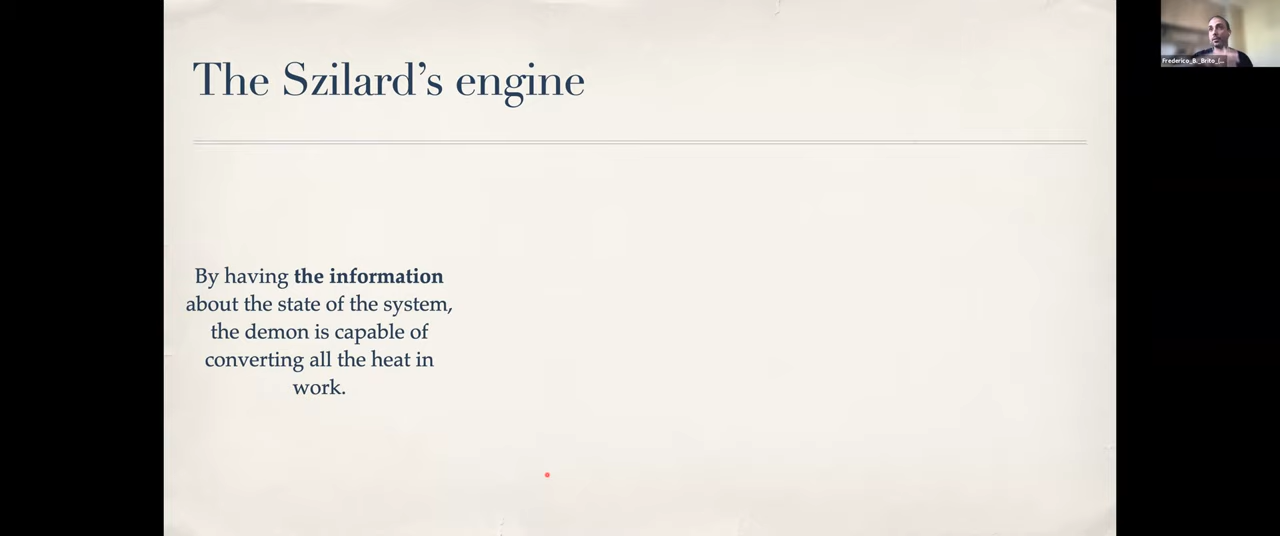 The Szilard's engine
By having the information
about the state of the system,
the demon is capable of
converting all the heat in
work.
Frederico_B._Brito_(...